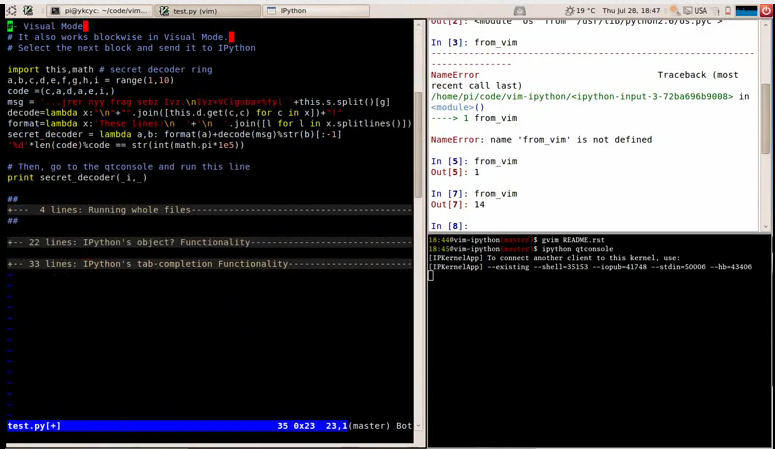 pi@ykcyc: ~/code/vim...
test.py (vim)
IPython
19 °C
Thu Jul 28, 18:47
USA
#- Visual Mode
# It also works blockwise in Visual Mode.
# Select the next block and send it to IPython
import this,math # secret decoder ring
a,b,c,d,e,f,g,h,i = range(1,10)
code =(c,a,d,a,e,i,)
msg = '...jrer nyy frag sebz Ivz.\nIvz+VClguba=%fyl '+this.s.split()[g]
decode=lambda x:"\n"+"".join([this.d.get(c,c) for c in x])+"!"
format=lambda x:'These lines:\n  '+'\n  '.join([l for l in x.splitlines()])
secret_decoder = lambda a,b: format(a)+decode(msg)%str(b)[:-1]
'%d'*len(code)%code == str(int(math.pi*1e5))
# Then, go to the qtconsole and run this line
print secret_decoder(_i,_)
##
+--- 4 lines: Running whole files
##
+-- 22 lines: IPython's object? Functionality
+-- 33 lines: IPython's tab-completion Functionality
test.py[+] 35 0x23 23,1(master) Bot
Out[2]: <module 'os' from '/usr/lib/python2.6/os.pyc'>
In [3]: from_vim
NameError Traceback (most
recent call last)
/home/pi/code/vim-ipython/<ipython-input-3-72ba696b9008> in
<module>()
----> 1 from_vim
NameError: name 'from_vim' is not defined
In [5]: from_vim
Out[5]: 1
In [7]: from_vim
Out[7]: 14
In [8]:
18:44@vim-ipython(master)$ gvim README.rst
18:45@vim-ipython(master)$ ipython qtconsole
[IPKernelApp] To connect another client to this kernel, use:
[IPKernelApp] --existing --shell=35153 --iopub=41748 --stdin=50006 --hb=43406